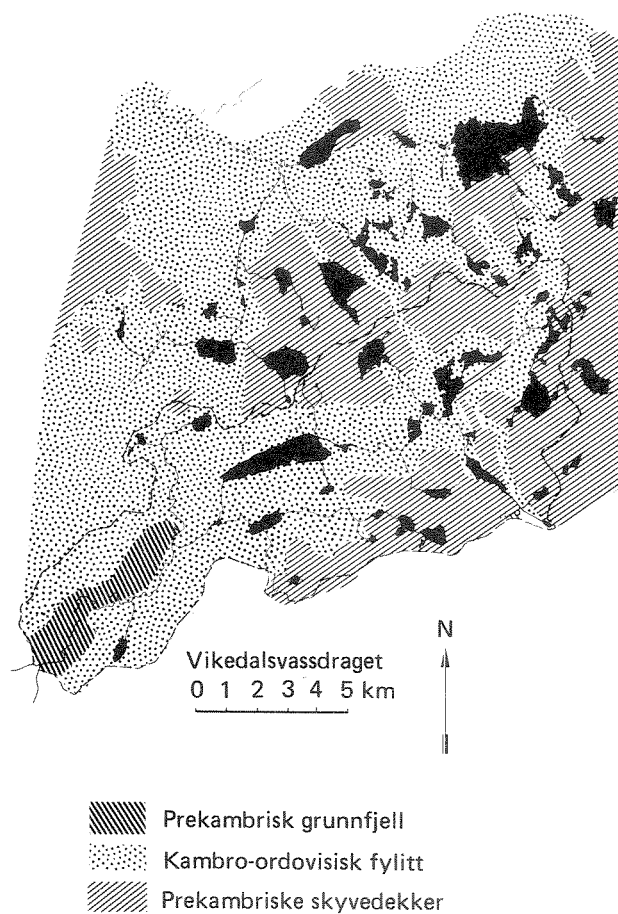 N
Vikedalsvassdraget
0 1 2 3 4 5 km
Prekambrisk grunnfjell
Kambro-ordovisisk fylitt
Prekambriske skyvedekker